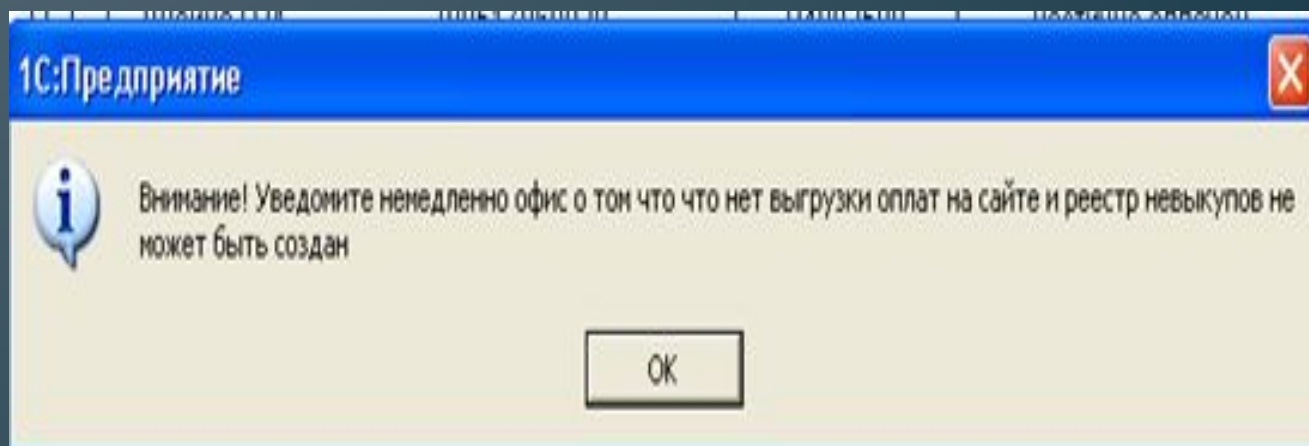 1С:Предприятие
Внимание! Уведомите немедленно офис о том что что нет выгрузки оплат на сайте и реестр невыкупов не
может быть создан
OK